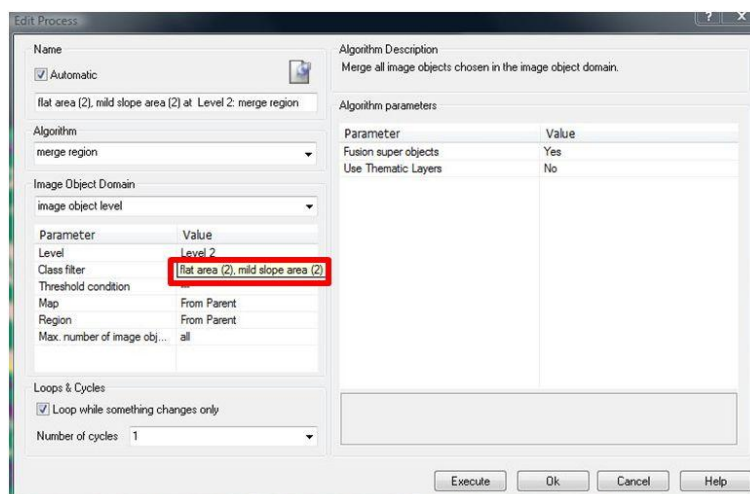 Edit Process
? X
Name
Automatic
flat area (2), mild slope area (2) at Level 2: merge region
Algorithm
merge region
Image Object Domain
image object level
Parameter Value
Level Level 2
Class filter flat area (2), mild slope area (2)
Threshold condition ---
Map From Parent
Region From Parent
Max. number of image obj... all
Loops & Cycles
Loop while something changes only
Number of cycles 1
Algorithm Description
Merge all image objects chosen in the image object domain.
Algorithm parameters
Parameter Value
Fusion super objects Yes
Use Thematic Layers No
Execute Ok Cancel Help